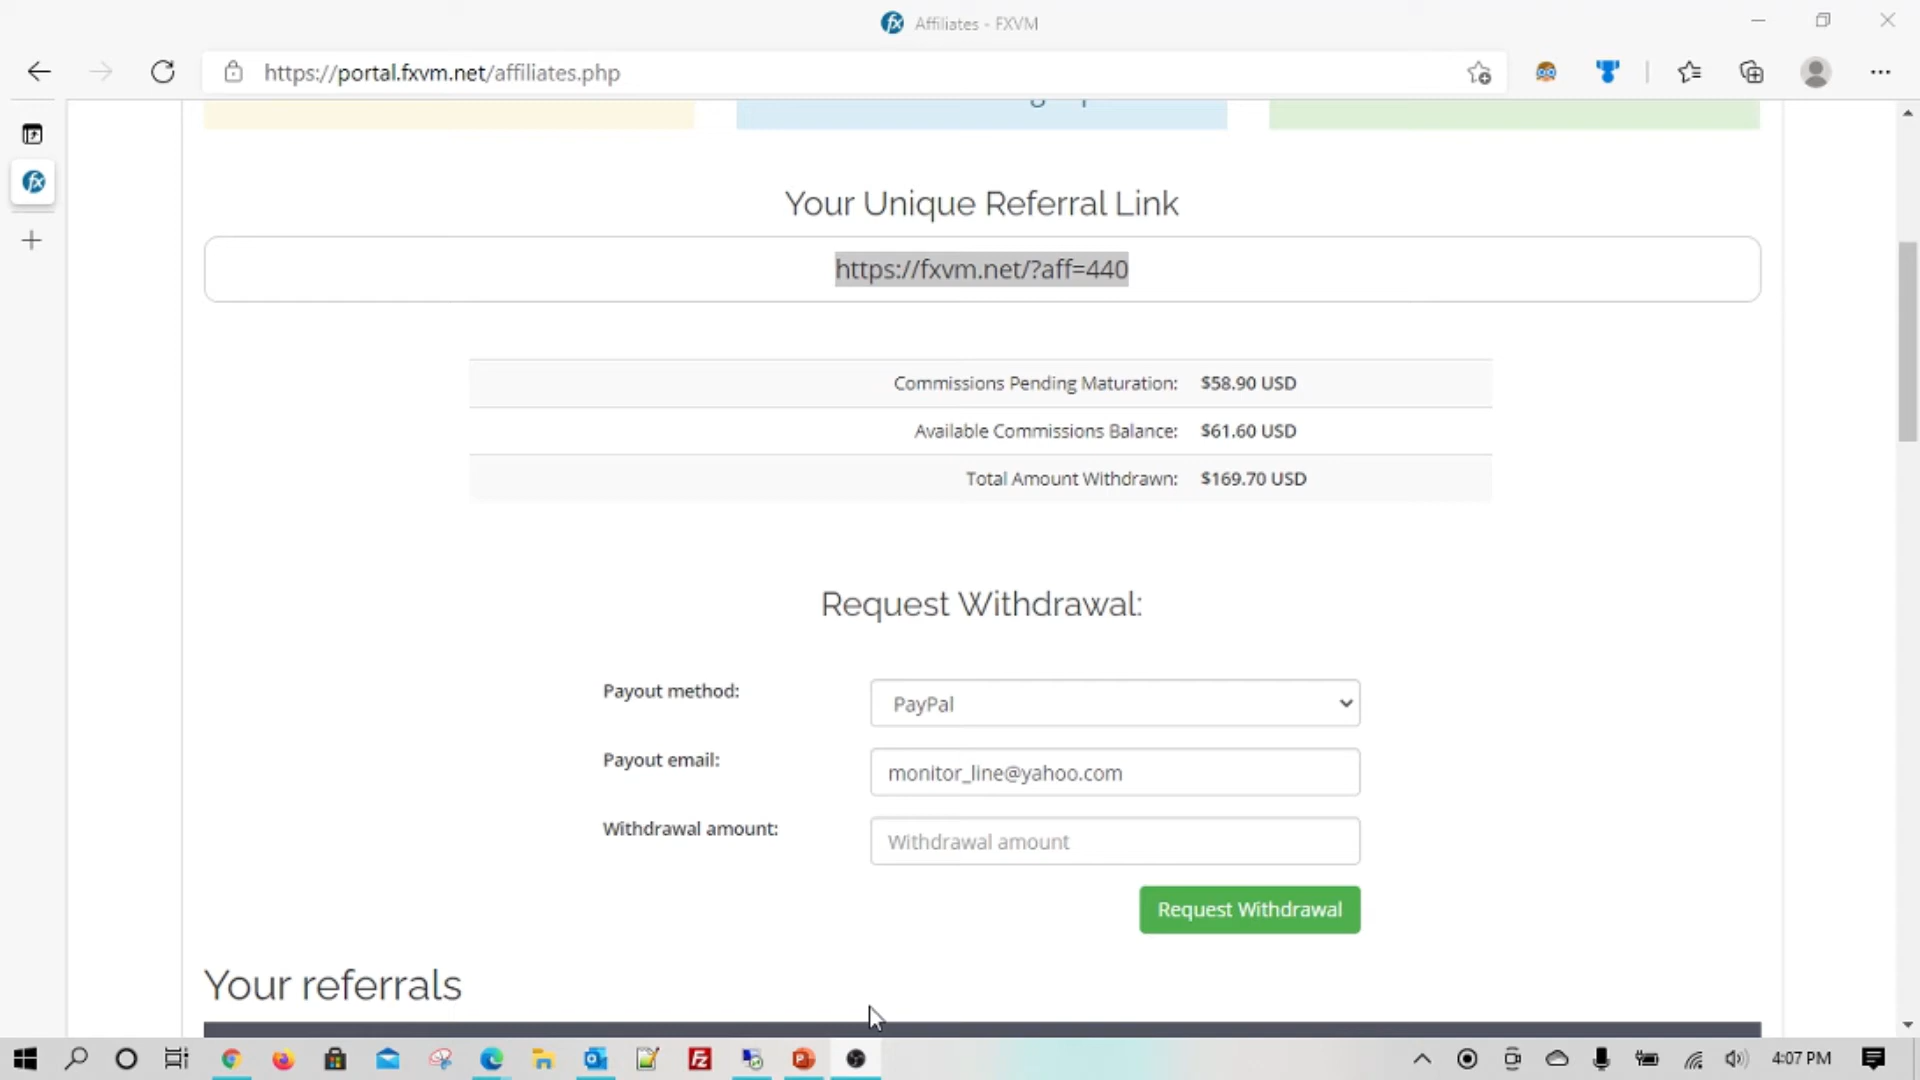 Affiliates - FXVM
https://portal.fxvm.net/affiliates.php
Your Unique Referral Link
https://fxvm.net/?aff=440
Commissions Pending Maturation: $58.90 USD
Available Commissions Balance: $61.60 USD
Total Amount Withdrawn: $169.70 USD
Request Withdrawal:
Payout method: PayPal
Payout email: monitor_line@yahoo.com
Withdrawal amount: Withdrawal amount
Request Withdrawal
Your referrals
4:07 PM